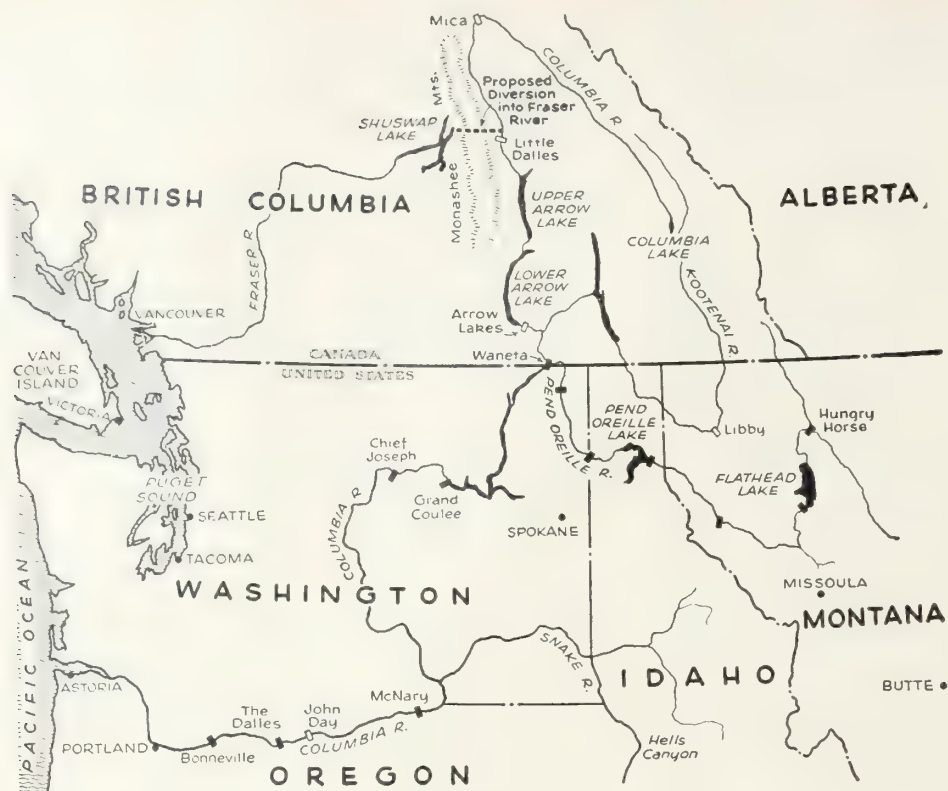 Mica
COLUMBIA R.
Mts.
Proposed
Diversion
into Fraser
River
SHUSWAP
LAKE
Little
Dalles
BRITISH COLUMBIA
Monashee
UPPER
ARROW
LAKE
ALBERTA
FRASER R.
COLUMBIA
LAKE
LOWER
ARROW
LAKE
KOOTENAI R.
VANCOUVER
Arrow
Lakes
Waneta
CANADA
UNITED STATES
VAN
COUVER
ISLAND
VICTORIA
PEND OREILLE R.
PEND
OREILLE
LAKE
Libby
Hungry
Horse
Chief
Joseph
FLATHEAD
LAKE
Grand
Coulee
PUGET
SOUND
SEATTLE
SPOKANE
COLUMBIA R.
TACOMA
WASHINGTON
MISSOULA
MONTANA
PACIFIC OCEAN
SNAKE R.
IDAHO
ASTORIA
McNary
BUTTE
The
Dalles
John
Day
COLUMBIA R.
PORTLAND
Bonneville
Hells
Canyon
OREGON